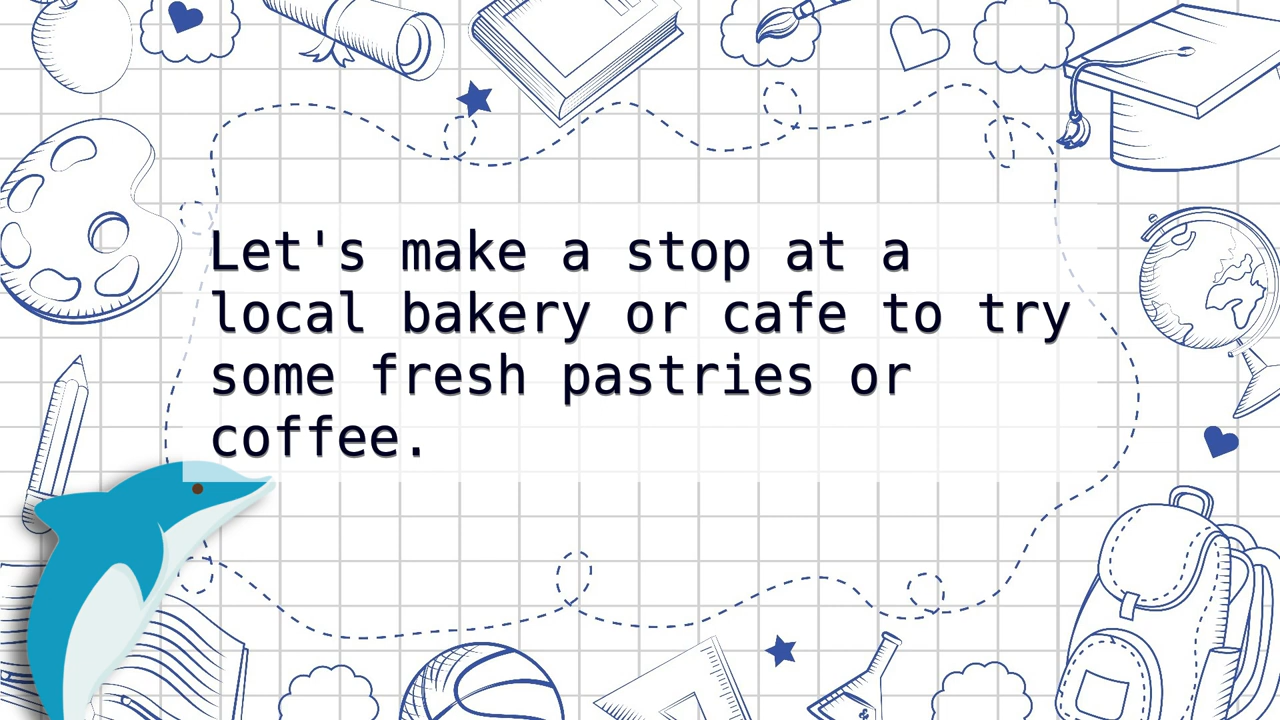 Let's make a stop at a
local bakery or cafe to try
some fresh pastries or
coffee.